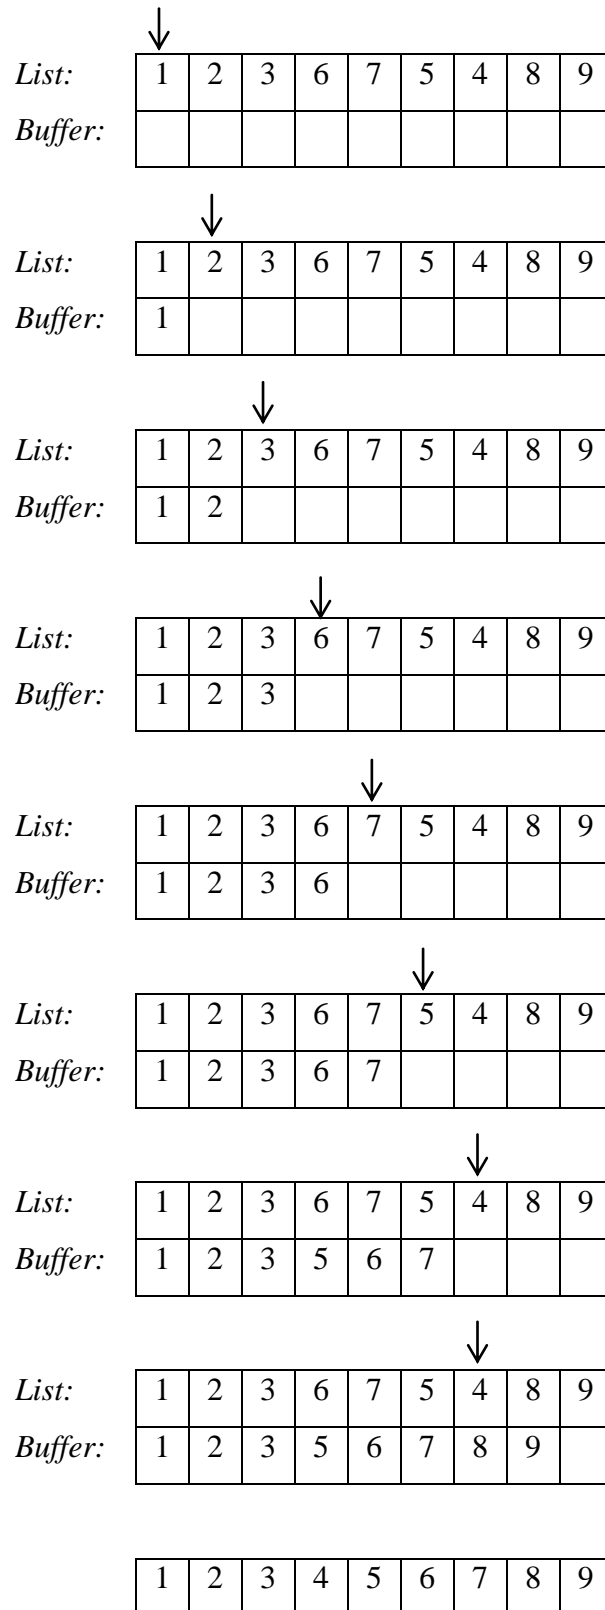 List: 1 2 3 6 7 5 4 8 9
Buffer:
List: 1 2 3 6 7 5 4 8 9
Buffer: 1
List: 1 2 3 6 7 5 4 8 9
Buffer: 1 2
List: 1 2 3 6 7 5 4 8 9
Buffer: 1 2 3
List: 1 2 3 6 7 5 4 8 9
Buffer: 1 2 3 6
List: 1 2 3 6 7 5 4 8 9
Buffer: 1 2 3 6 7
List: 1 2 3 6 7 5 4 8 9
Buffer: 1 2 3 5 6 7
List: 1 2 3 6 7 5 4 8 9
Buffer: 1 2 3 5 6 7 8 9
1 2 3 4 5 6 7 8 9